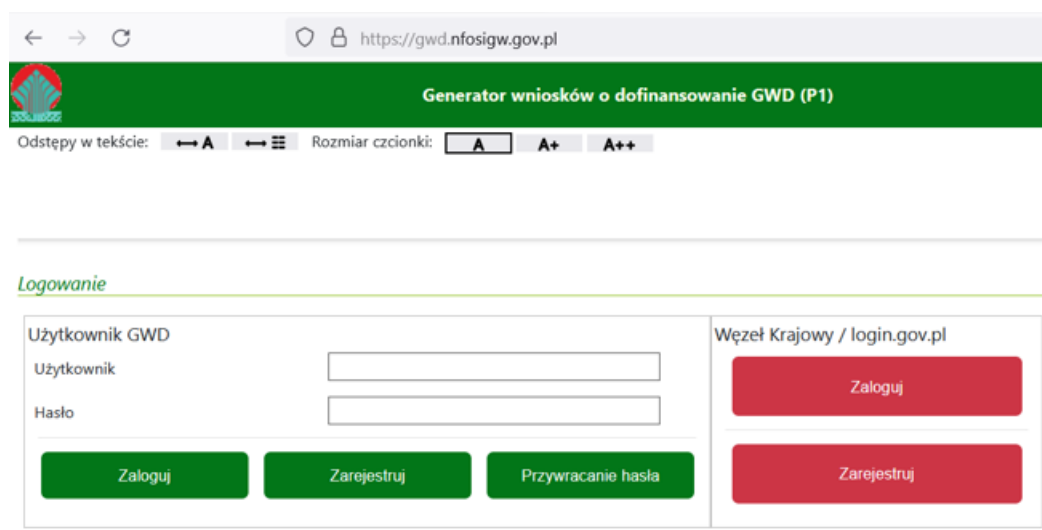 https://gwd.nfosigw.gov.pl
Generator wniosków o dofinansowanie GWD (P1)
Odstępy w tekście: A Rozmiar czcionki: A A+ A++
Logowanie
Użytkownik GWD
Użytkownik
Hasło
Zaloguj Zarejestruj Przywracanie hasła
Węzeł Krajowy / login.gov.pl
Zaloguj
Zarejestruj